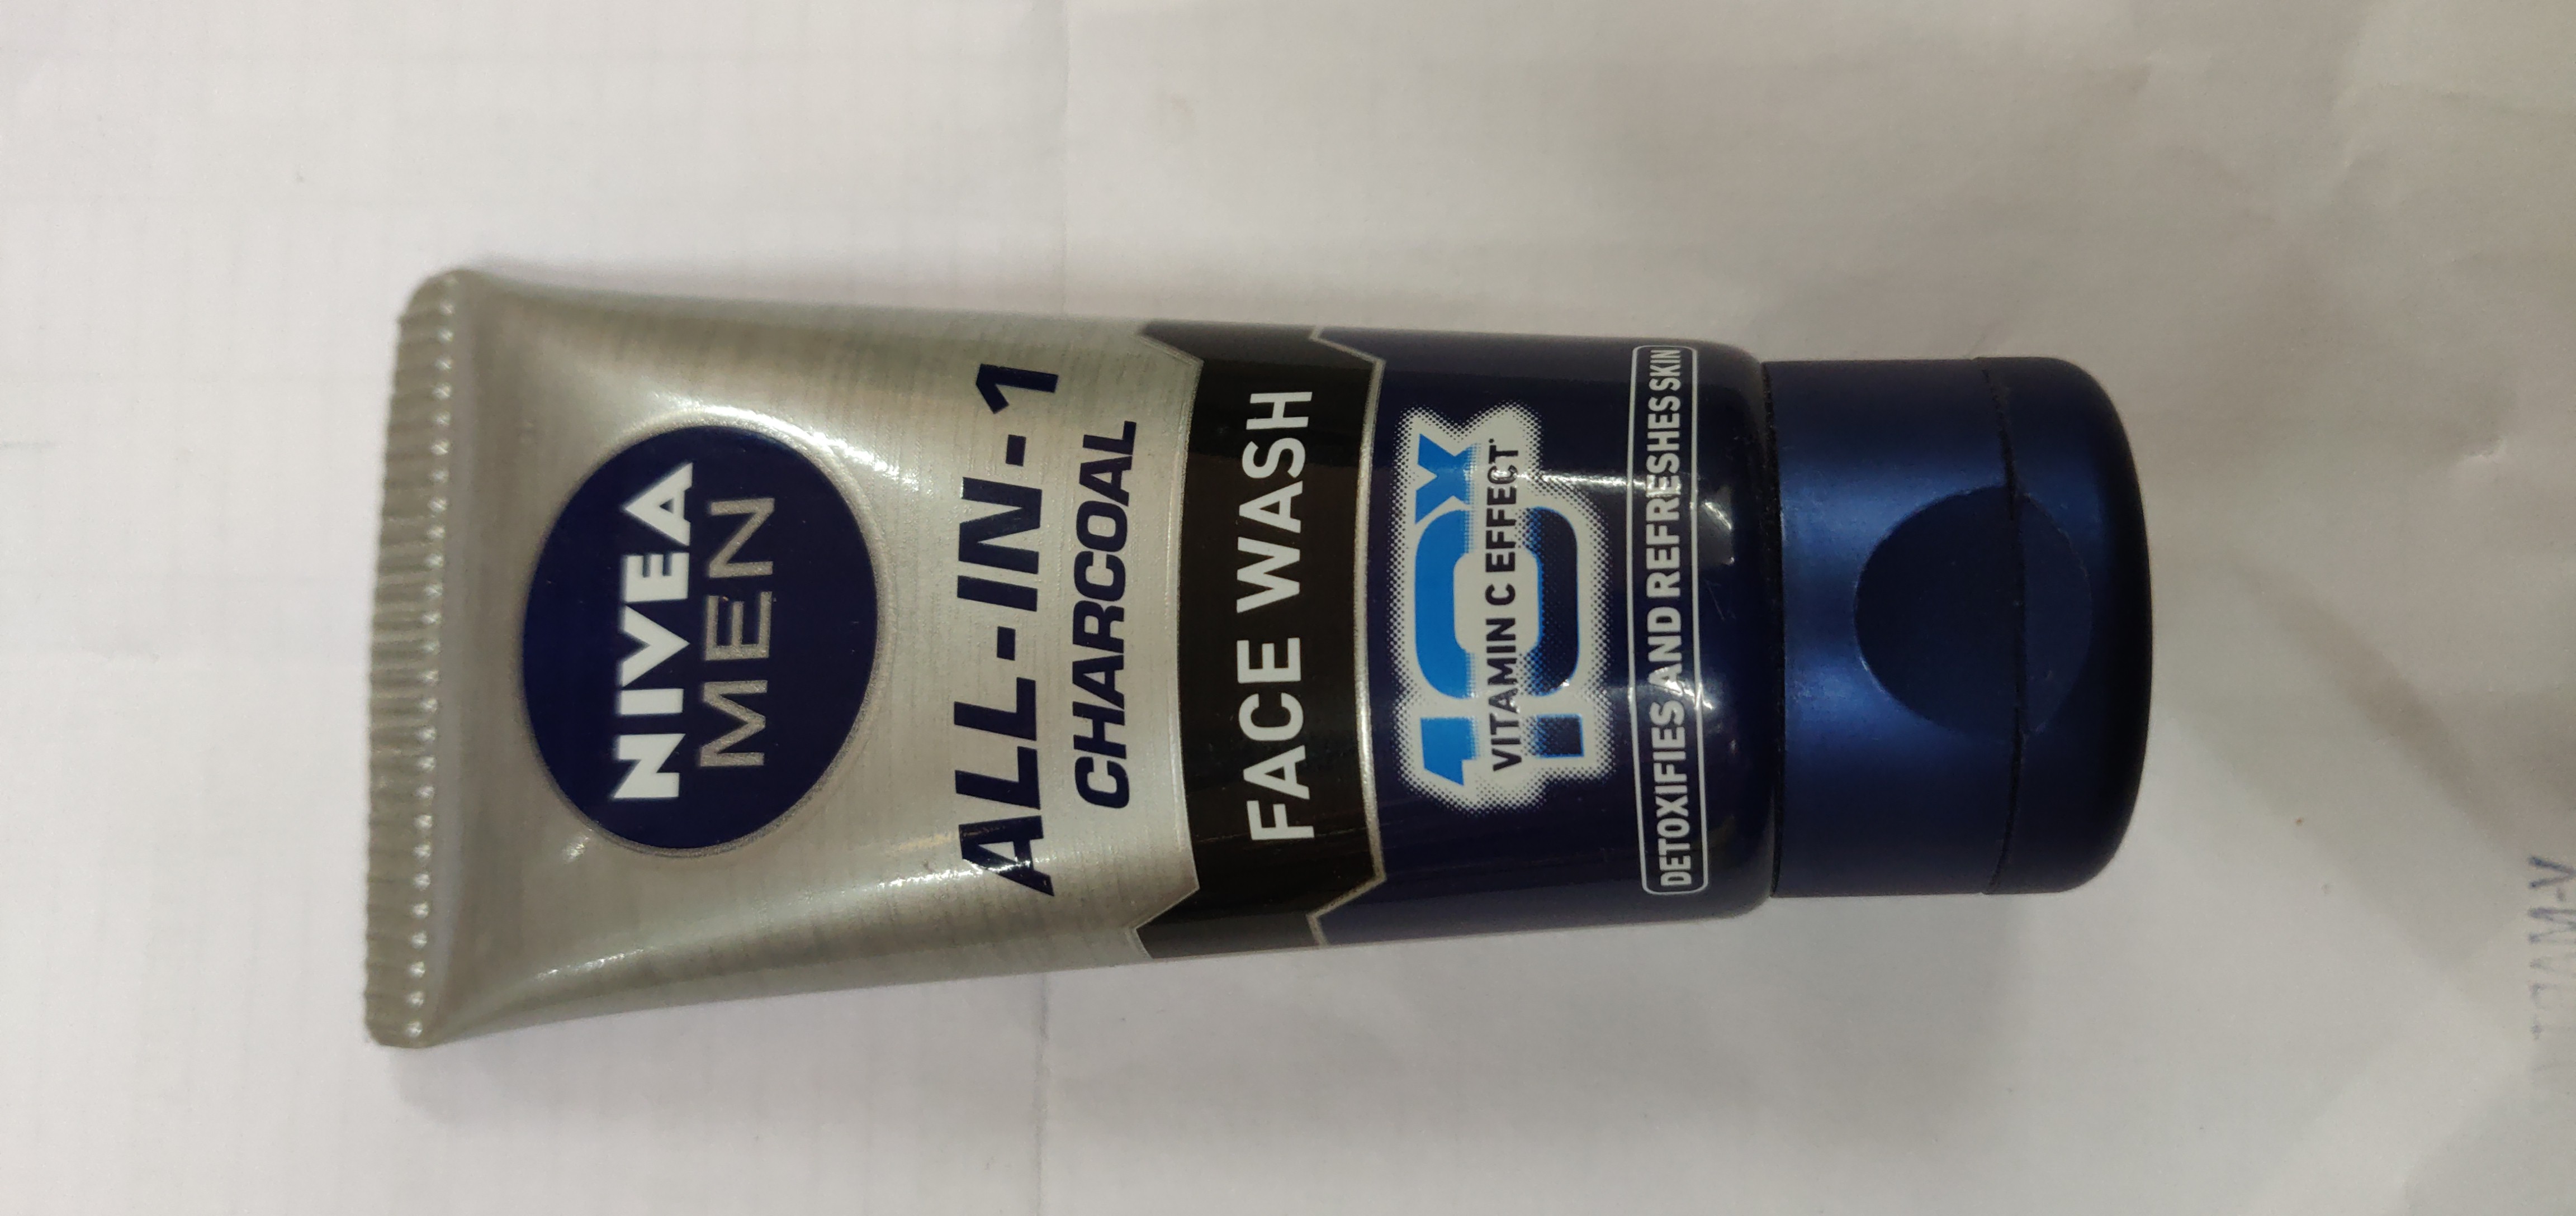 NIVEA
MEN
ALL-IN-1
CHARCOAL
FACE WASH
10X
VITAMIN C EFFECT*
DETOXIFIES AND REFRESHES SKIN